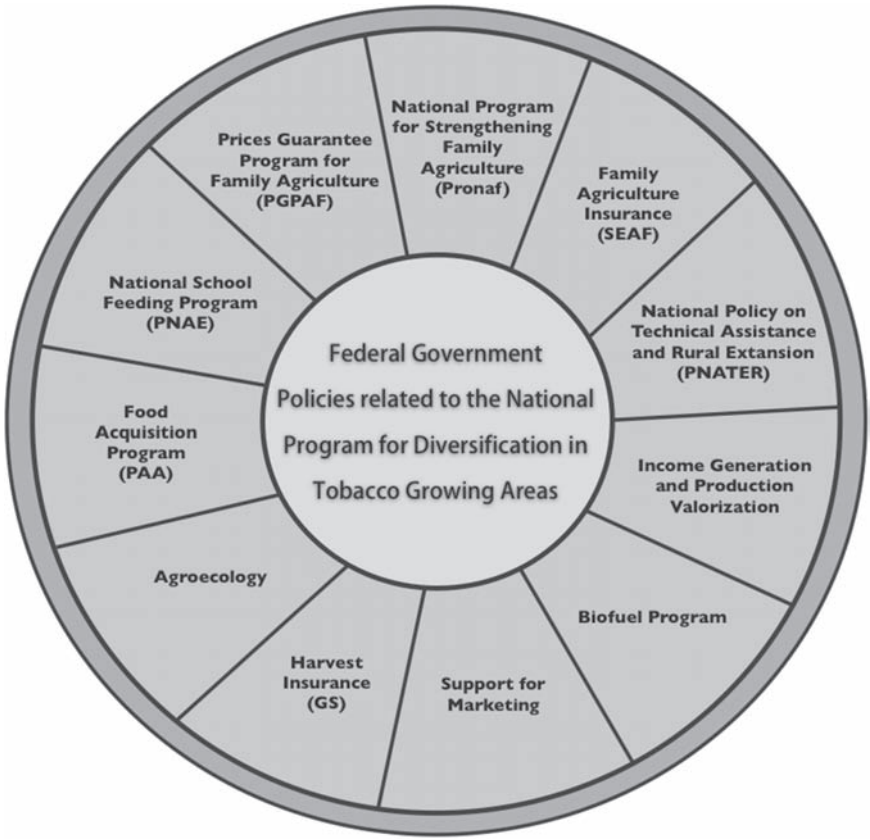 National Program
for Strengthening
Family
Agriculture
(Pronaf)
Family
Agriculture
Insurance
(SEAF)
National Policy on
Technical Assistance
and Rural Extansion
(PNATER)
Income Generation
and Production
Valorization
Biofuel Program
Support for
Marketing
Harvest
Insurance
(GS)
Agroecology
Food
Acquisition
Program
(PAA)
National School
Feeding Program
(PNAE)
Prices Guarantee
Program for
Family Agriculture
(PGPAF)
Federal Government
Policies related to the National
Program for Diversification in
Tobacco Growing Areas